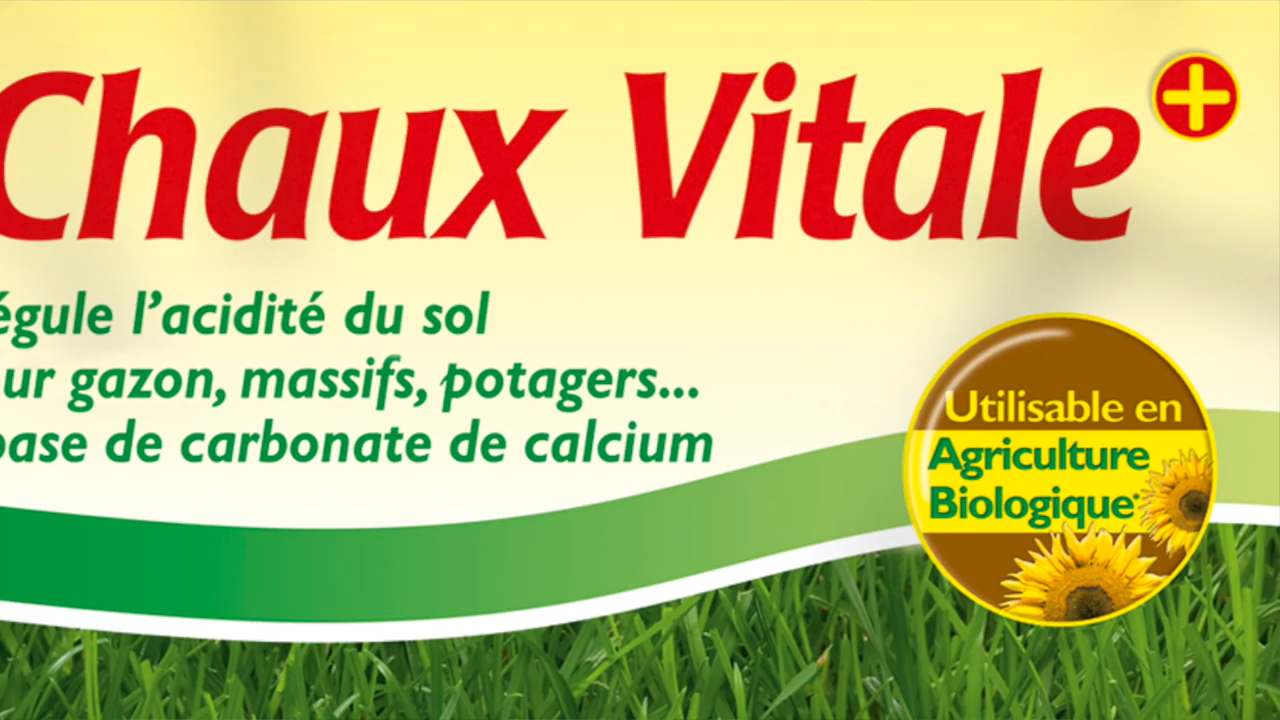 Chaux Vitale +
égule l'acidité du sol
ur gazon, massifs, potagers...
base de carbonate de calcium
Utilisable en
Agriculture
Biologique*